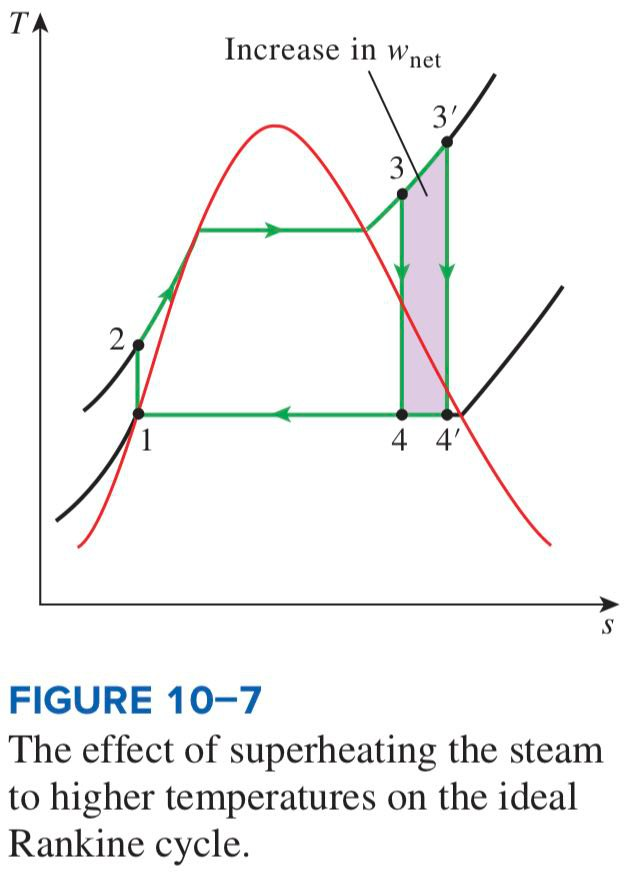 T
Increase in wnet
3′
3
2
1
4 4′
s
FIGURE 10–7
The effect of superheating the steam
to higher temperatures on the ideal
Rankine cycle.